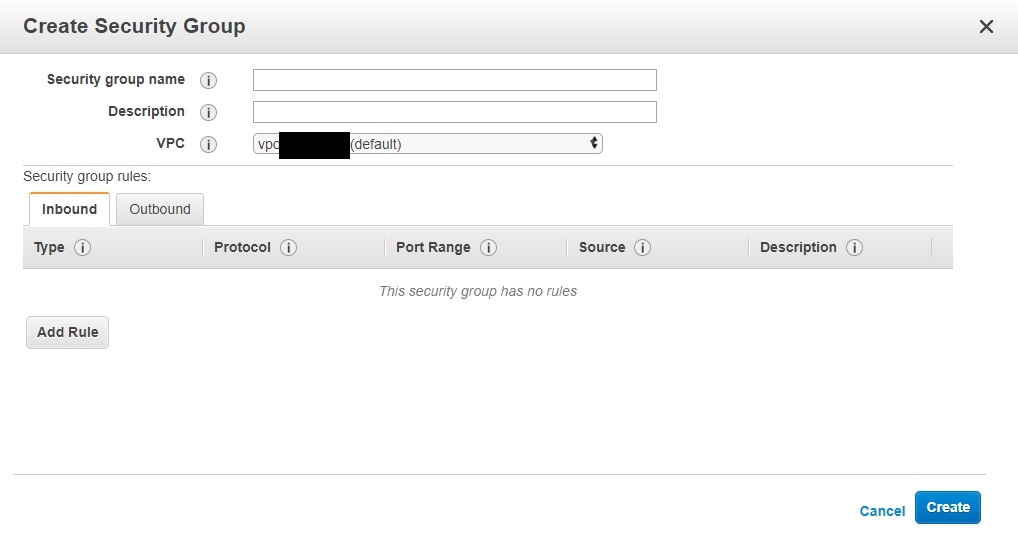 Create Security Group
Security group name
Description
VPC vpc (default)
Security group rules:
Inbound Outbound
Type Protocol Port Range Source Description
This security group has no rules
Add Rule
Cancel Create